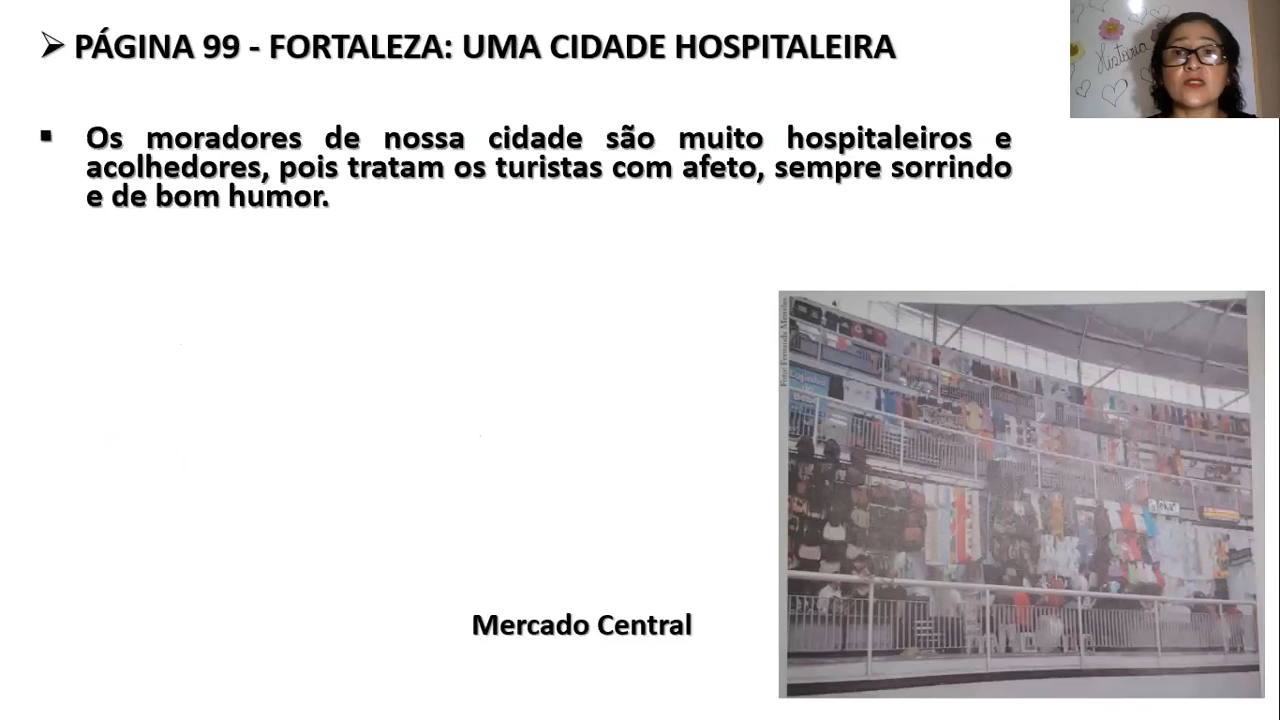 PÁGINA 99 - FORTALEZA: UMA CIDADE HOSPITALEIRA
História
Os moradores de nossa cidade são muito hospitaleiros e
acolhedores, pois tratam os turistas com afeto, sempre sorrindo
e de bom humor.
Mercado Central